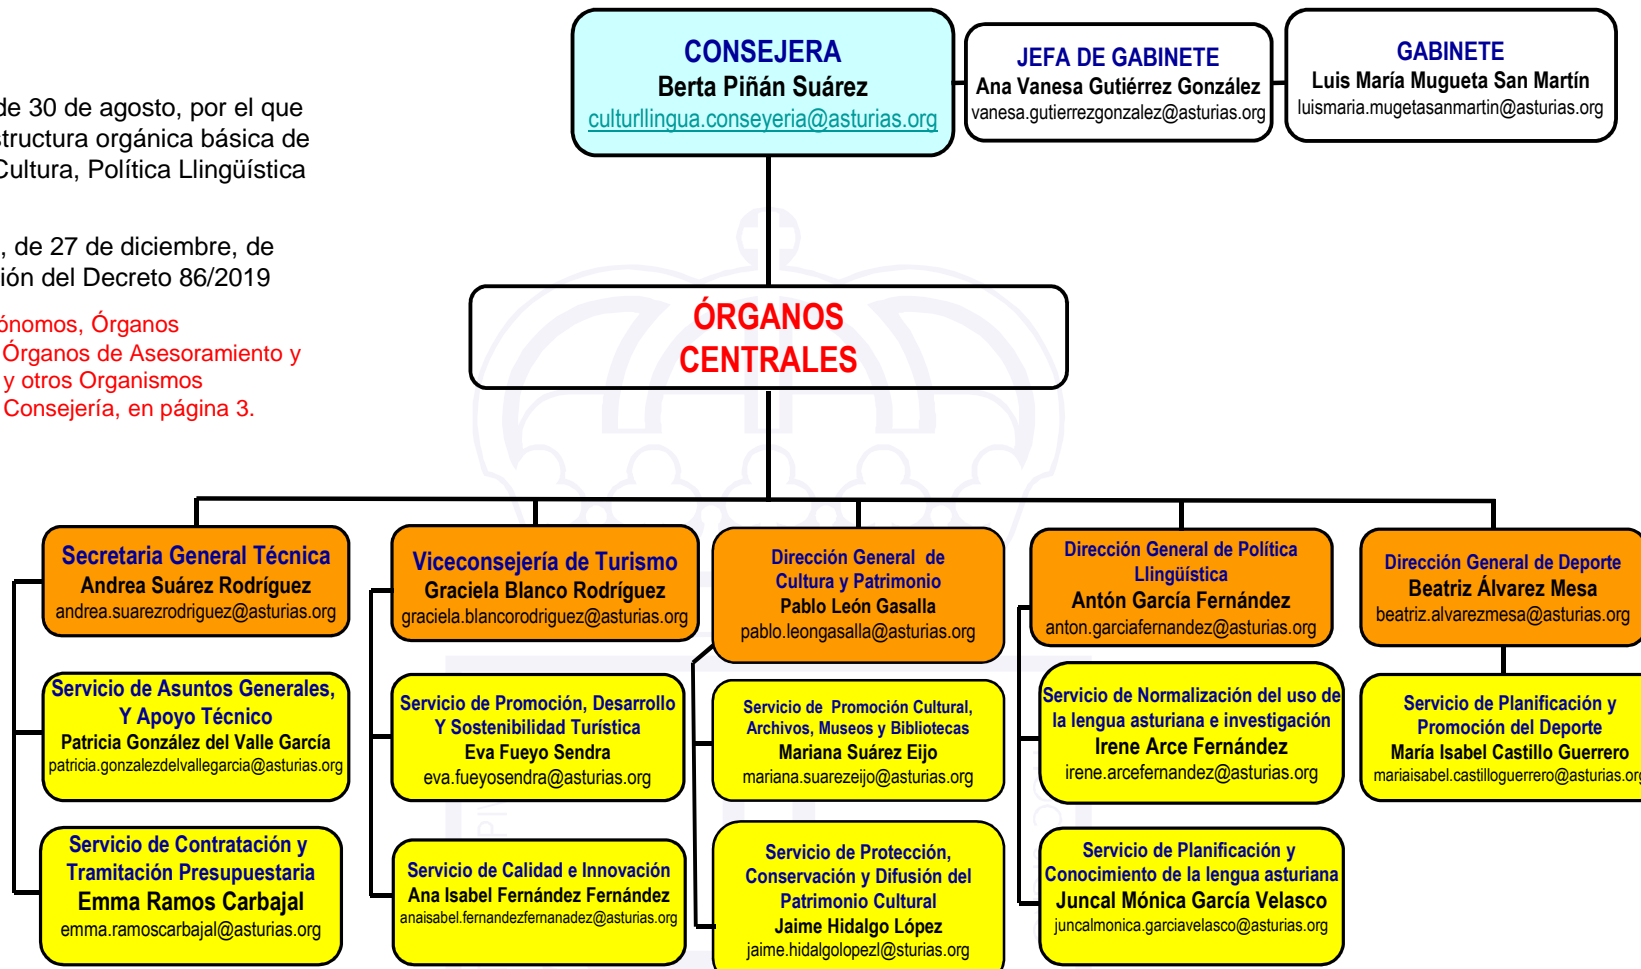 CONSEJERA
Berta Piñán Suárez
culturllingua.conseyeria@asturias.org
JEFA DE GABINETE
Ana Vanesa Gutiérrez González
vanesa.gutierrezgonzalez@asturias.org
GABINETE
Luis María Mugueta San Martín
luismaria.mugetasanmartin@asturias.org
de 30 de agosto, por el que
structura orgánica básica de
Cultura, Política Llingüística
, de 27 de diciembre, de
ión del Decreto 86/2019
ónomos, Órganos
Órganos de Asesoramiento y
y otros Organismos
Consejería, en página 3.
ÓRGANOS
CENTRALES
Secretaria General Técnica
Andrea Suárez Rodríguez
andrea.suarezrodriguez@asturias.org
Viceconsejería de Turismo
Graciela Blanco Rodríguez
graciela.blancorodriguez@asturias.org
Dirección General de
Cultura y Patrimonio
Pablo León Gasalla
pablo.leongasalla@asturias.org
Dirección General de Política
Llingüística
Antón García Fernández
anton.garciafernandez@asturias.org
Dirección General de Deporte
Beatriz Álvarez Mesa
beatriz.alvarezmesa@asturias.org
Servicio de Asuntos Generales,
Y Apoyo Técnico
Patricia González del Valle García
patricia.gonzalezdelvallegarcia@asturias.org
Servicio de Promoción, Desarrollo
Y Sostenibilidad Turística
Eva Fueyo Sendra
eva.fueyosendra@asturias.org
Servicio de Promoción Cultural,
Archivos, Museos y Bibliotecas
Mariana Suárez Eijo
mariana.suarezeijo@asturias.org
Servicio de Normalización del uso de
la lengua asturiana e investigación
Irene Arce Fernández
irene.arcefernandez@asturias.org
Servicio de Planificación y
Promoción del Deporte
María Isabel Castillo Guerrero
mariaisabel.castilloguerrero@asturias.org
Servicio de Contratación y
Tramitación Presupuestaria
Emma Ramos Carbajal
emma.ramoscarbajal@asturias.org
Servicio de Calidad e Innovación
Ana Isabel Fernández Fernández
anaisabel.fernandezfernanadez@asturias.org
Servicio de Protección,
Conservación y Difusión del
Patrimonio Cultural
Jaime Hidalgo López
jaime.hidalgolopezl@sturias.org
Servicio de Planificación y
Conocimiento de la lengua asturiana
Juncal Mónica García Velasco
juncalmonica.garciavelasco@asturias.org